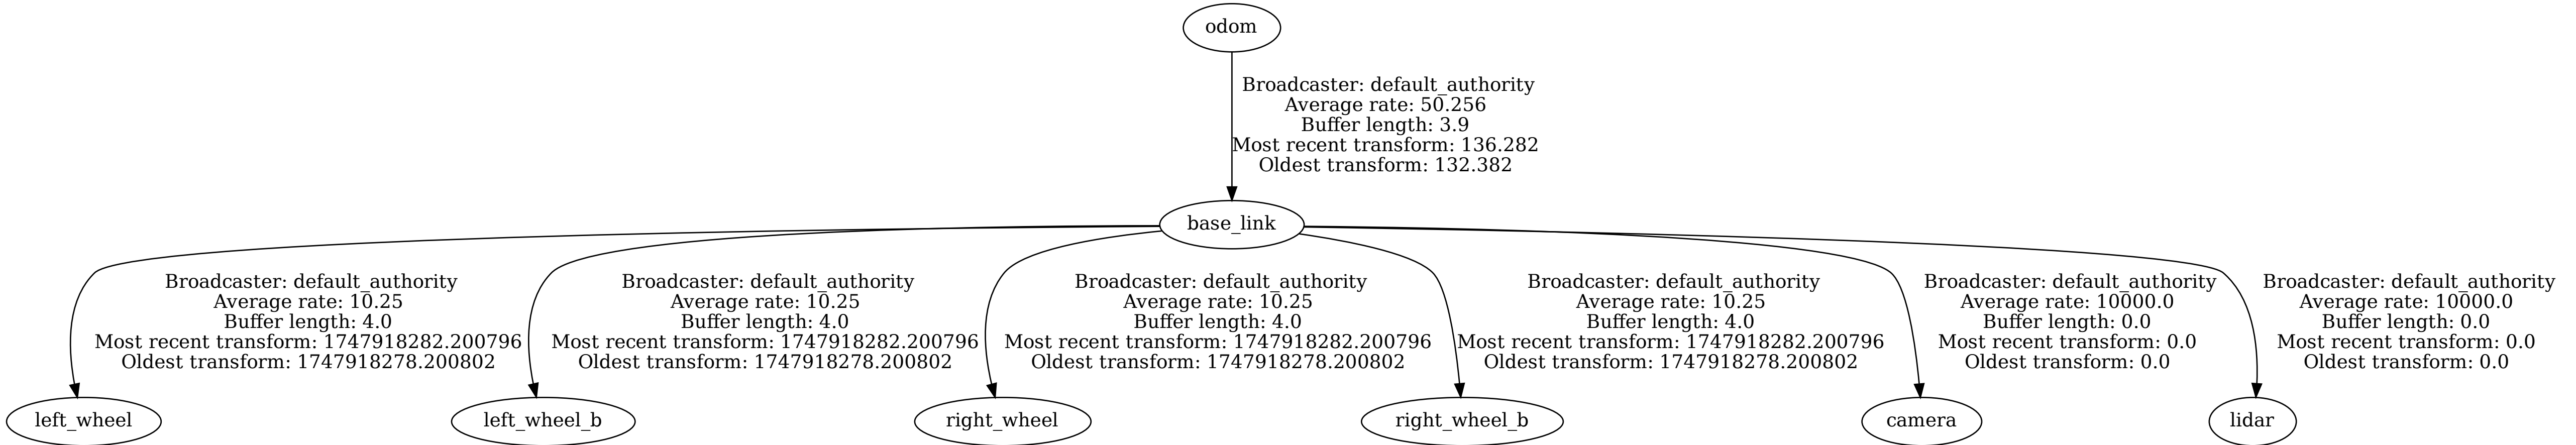 odom
Broadcaster: default_authority
Average rate: 50.256
Buffer length: 3.9
Most recent transform: 136.282
Oldest transform: 132.382
base_link
Broadcaster: default_authority
Average rate: 10.25
Buffer length: 4.0
Most recent transform: 1747918282.200796
Oldest transform: 1747918278.200802
Broadcaster: default_authority
Average rate: 10.25
Buffer length: 4.0
Most recent transform: 1747918282.200796
Oldest transform: 1747918278.200802
Broadcaster: default_authority
Average rate: 10.25
Buffer length: 4.0
Most recent transform: 1747918282.200796
Oldest transform: 1747918278.200802
Broadcaster: default_authority
Average rate: 10.25
Buffer length: 4.0
Most recent transform: 1747918282.200796
Oldest transform: 1747918278.200802
Broadcaster: default_authority
Average rate: 10000.0
Buffer length: 0.0
Most recent transform: 0.0
Oldest transform: 0.0
Broadcaster: default_authority
Average rate: 10000.0
Buffer length: 0.0
Most recent transform: 0.0
Oldest transform: 0.0
left_wheel
left_wheel_b
right_wheel
right_wheel_b
camera
lidar